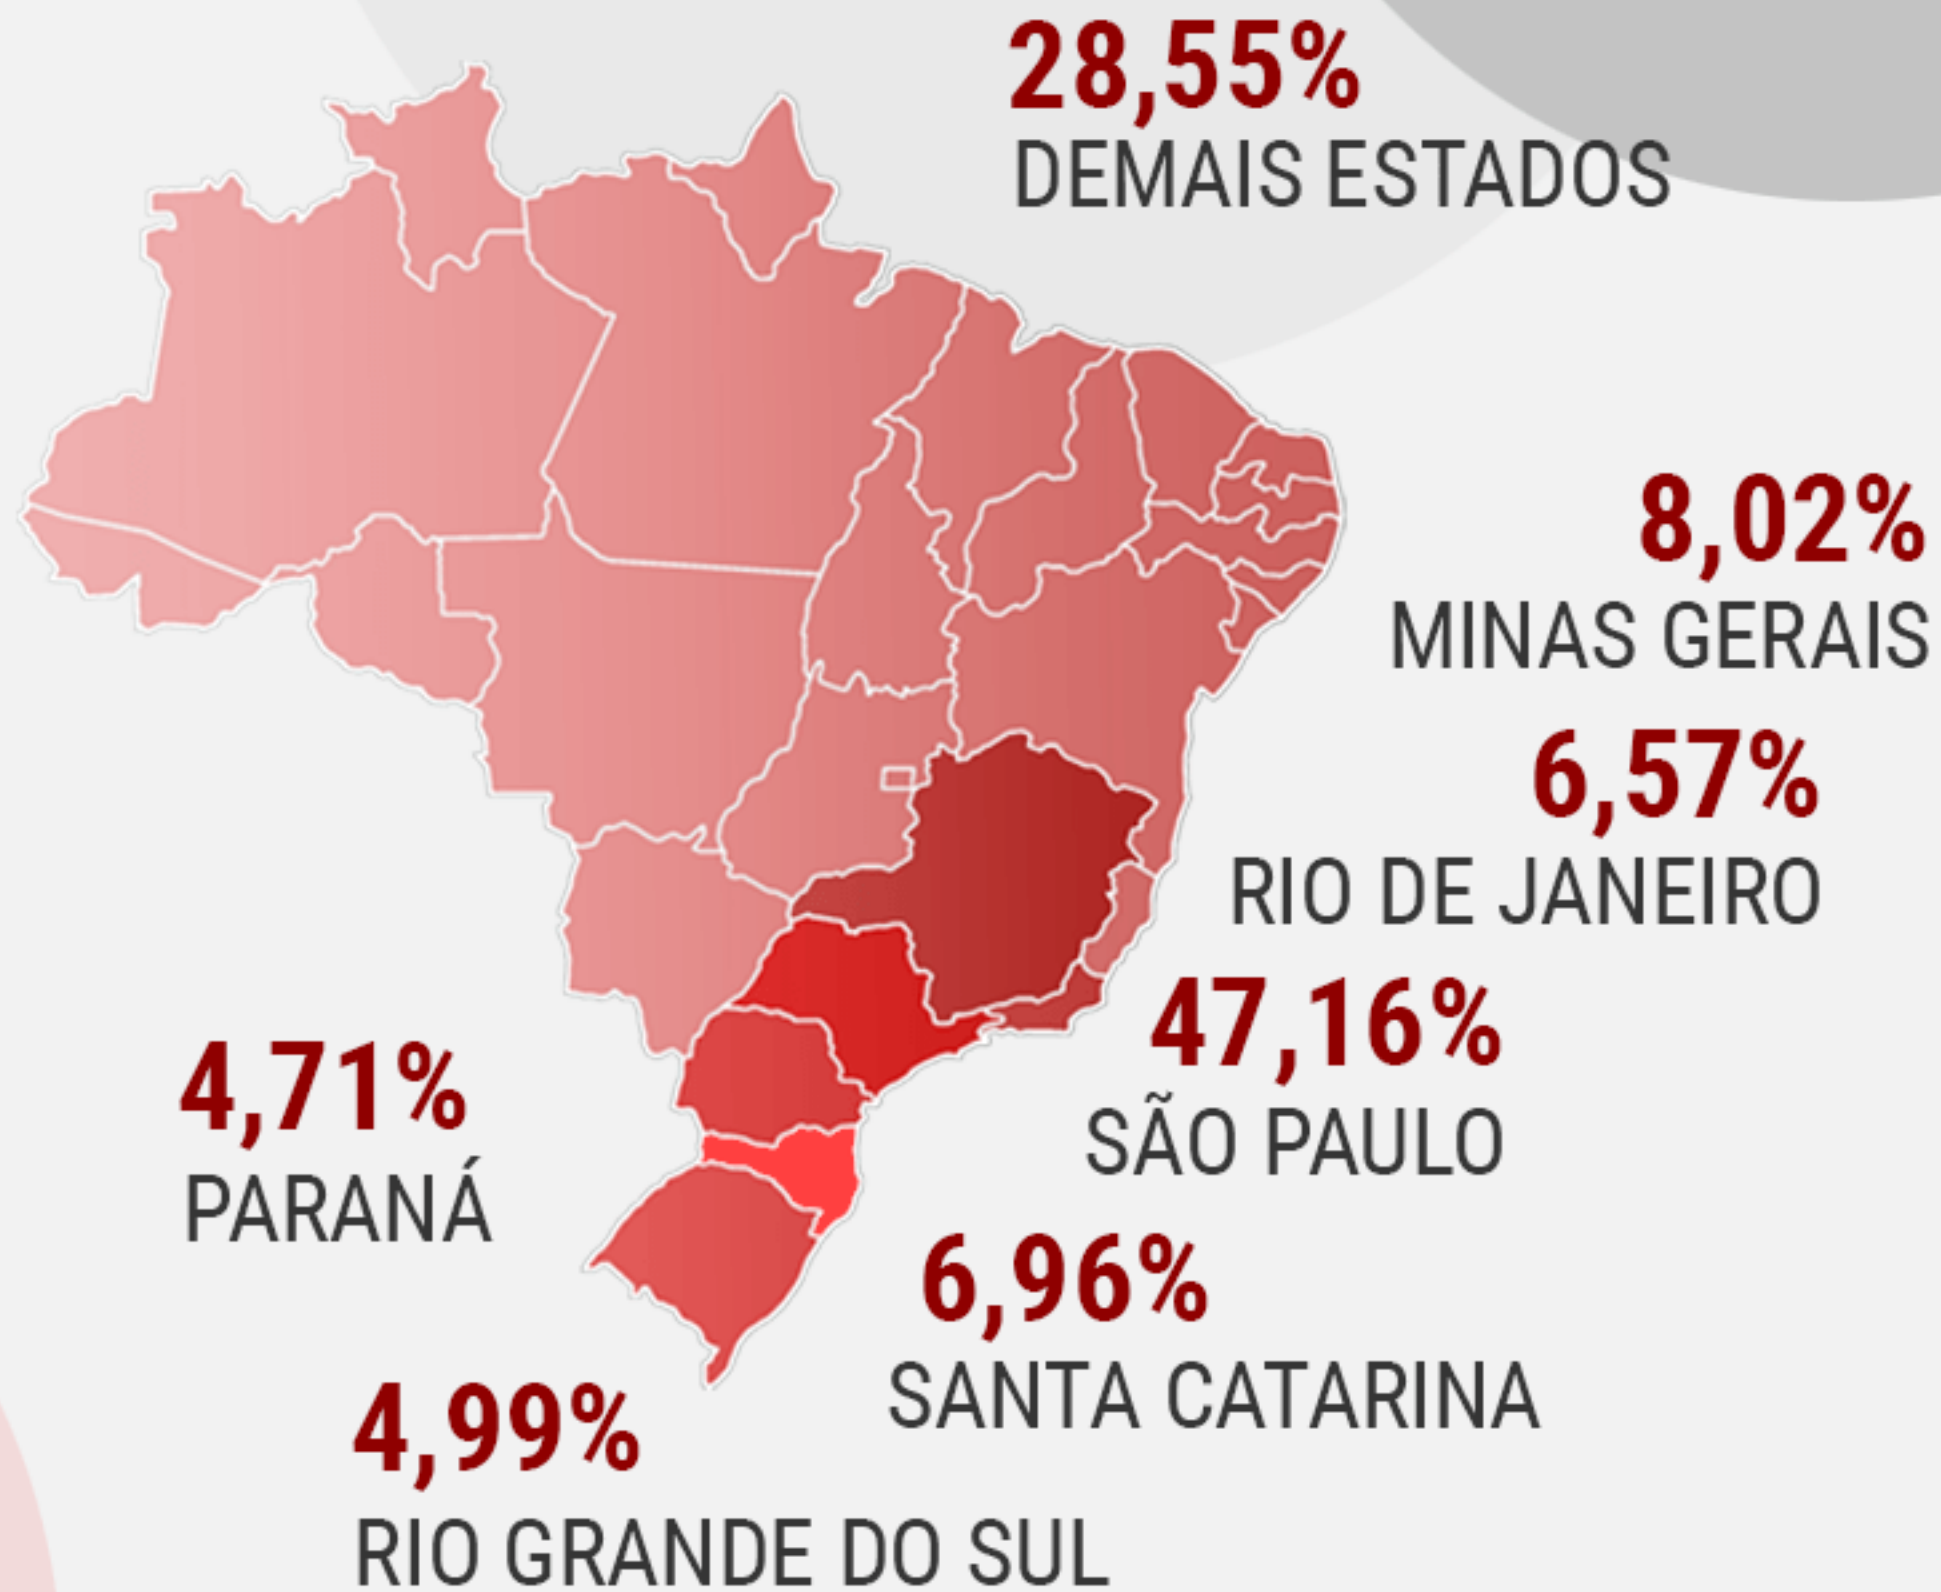 28,55%
DEMAIS ESTADOS
8,02%
MINAS GERAIS
6,57%
RIO DE JANEIRO
47,16%
SÃO PAULO
4,71%
PARANÁ
6,96%
SANTA CATARINA
4,99%
RIO GRANDE DO SUL